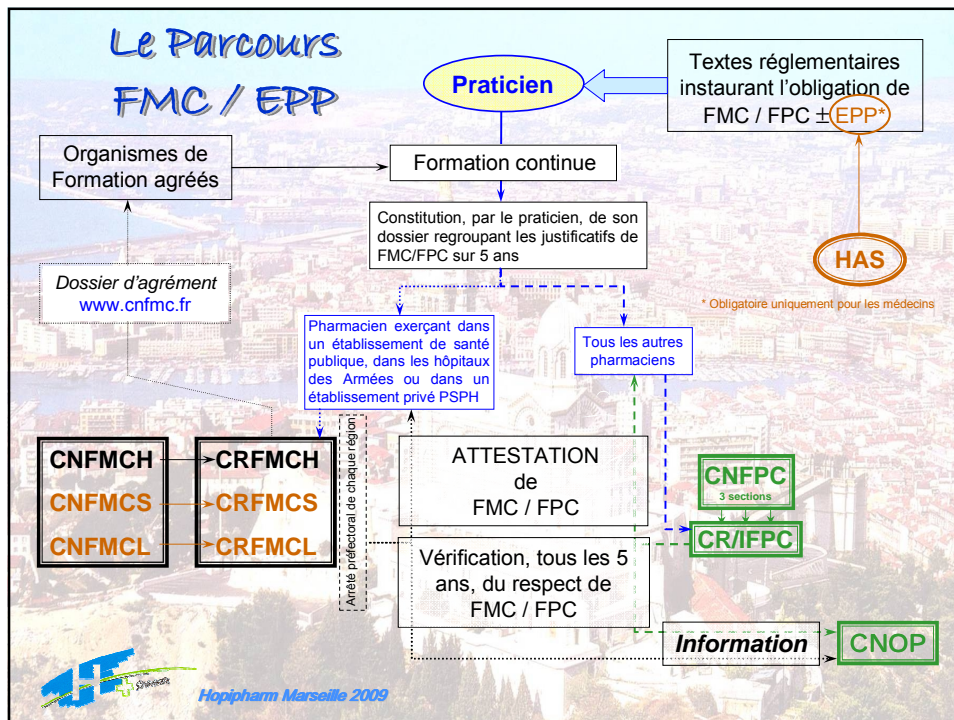 Le Parcours
FMC / EPP
Praticien
Textes réglementaires
instaurant l'obligation de
FMC / FPC ± EPP*
Organismes de
Formation agréés
Formation continue
Constitution, par le praticien, de son
dossier regroupant les justificatifs de
FMC/FPC sur 5 ans
HAS
* Obligatoire uniquement pour les médecins
Dossier d'agrément
www.cnfmc.fr
Pharmacien exerçant dans
un établissement de santé
publique, dans les hôpitaux
des Armées ou dans un
établissement privé PSPH
Tous les autres
pharmaciens
CNFMCH
CNFMCS
CNFMCL
CRFMCH
CRFMCS
CRFMCL
Arrêté préfectoral de chaque région
ATTESTATION
de
FMC / FPC
CNFPC
3 sections
CR/IFPC
Vérification, tous les 5
ans, du respect de
FMC / FPC
Information
CNOP
Hopipharm Marseille 2009